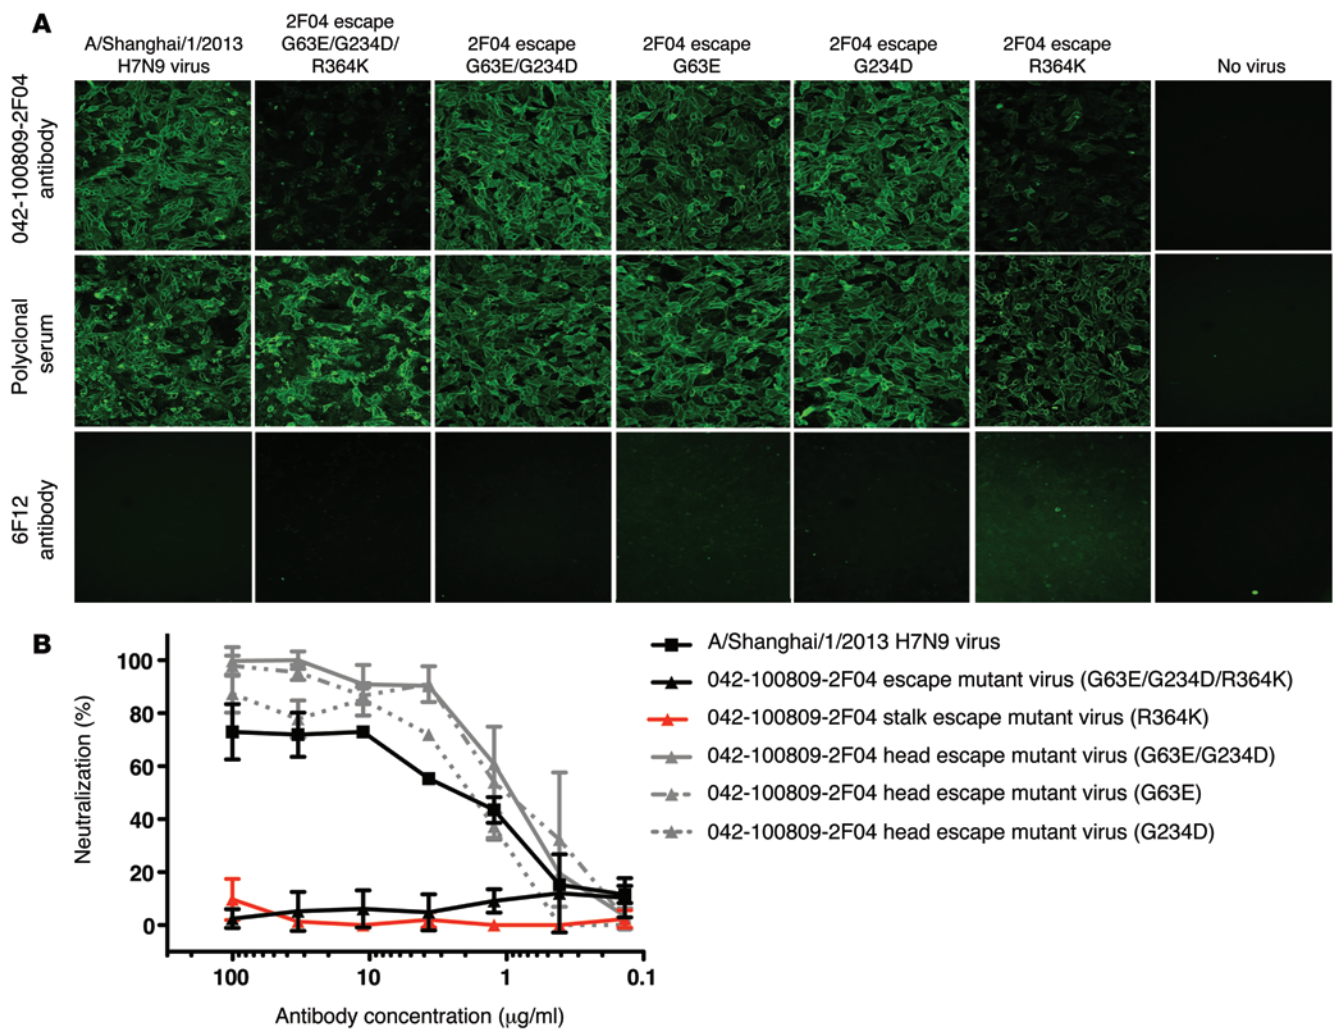 A
A/Shanghai/1/2013
H7N9 virus
2F04 escape
G63E/G234D/
R364K
2F04 escape
G63E/G234D
2F04 escape
G63E
2F04 escape
G234D
2F04 escape
R364K
No virus
042-100809-2F04
antibody
Polyclonal
serum
6F12
antibody
B
Neutralization (%)
100
80
60
40
20
0
100
10
1
0.1
Antibody concentration (μg/ml)
A/Shanghai/1/2013 H7N9 virus
042-100809-2F04 escape mutant virus (G63E/G234D/R364K)
042-100809-2F04 stalk escape mutant virus (R364K)
042-100809-2F04 head escape mutant virus (G63E/G234D)
042-100809-2F04 head escape mutant virus (G63E)
042-100809-2F04 head escape mutant virus (G234D)